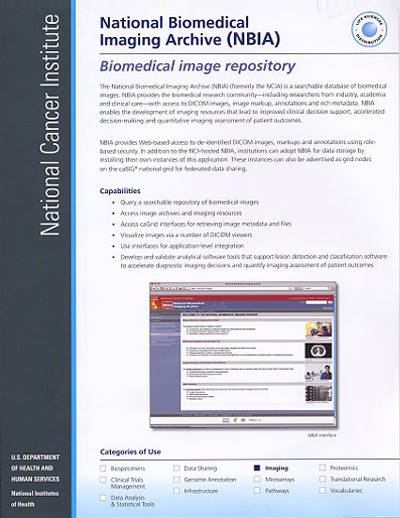 National Cancer Institute
National Biomedical
Imaging Archive (NBIA)
LIFE SCIENCES
DISTRIBUTION
Biomedical image repository
The National Biomedical Imaging Archive (NBIA) (formerly the NCIA) is a searchable database of biomedical
images. NBIA provides the biomedical research community—including researchers from industry, academia
and clinical care—with access to DICOM images, image markup, annotations and rich metadata. NBIA
enables the development of imaging resources that lead to improved clinical decision support, accelerated
decision-making and quantitative imaging assessment of patient outcomes.
NBIA provides Web-based access to de-identified DICOM images, markups and annotations using role-
based security. In addition to the NCI-hosted NBIA, institutions can adopt NBIA for data storage by
installing their own instances of this application. These instances can also be advertised as grid nodes
on the caBIG® national grid for federated data sharing.
Capabilities
• Query a searchable repository of biomedical images
• Access image archives and imaging resources
• Access caGrid interfaces for retrieving image metadata and files
• Visualize images via a number of DICOM viewers
• Use interfaces for application-level integration
• Develop and validate analytical software tools that support lesion detection and classification software
to accelerate diagnostic imaging decisions and quantify imaging assessment of patient outcomes
National Biomedical
Imaging Archive
WELCOME TO THE NATIONAL BIOMEDICAL IMAGING ARCHIVE
NBIA interface
U.S. DEPARTMENT
OF HEALTH AND
HUMAN SERVICES
National Institutes
of Health
Categories of Use
Biospecimens
Clinical Trials
Management
Data Analysis
& Statistical Tools
Data Sharing
Genome Annotation
Infrastructure
Imaging
Microarrays
Pathways
Proteomics
Translational Research
Vocabularies